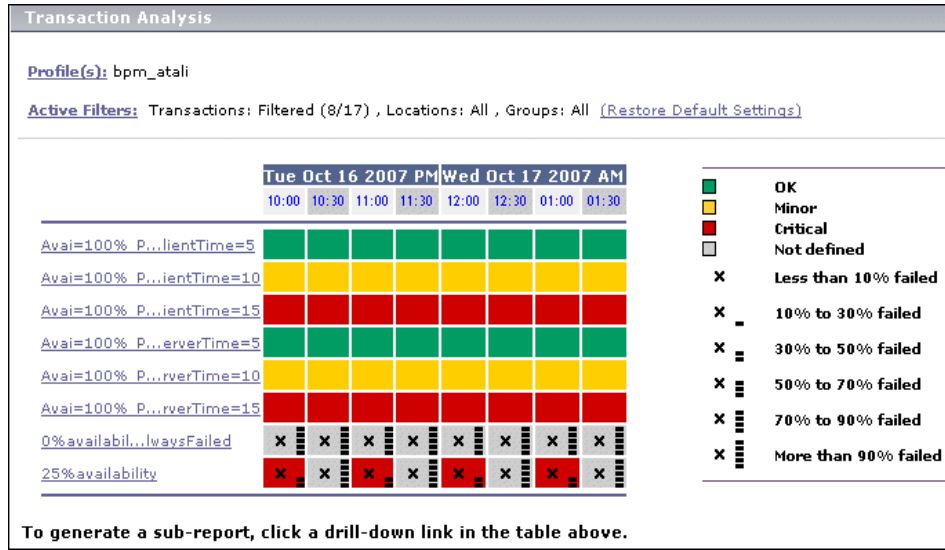 Transaction Analysis
Profile(s): bpm_atali
Active Filters: Transactions: Filtered (8/17) , Locations: All , Groups: All (Restore Default Settings)
Tue Oct 16 2007 PM Wed Oct 17 2007 AM
10:00 10:30 11:00 11:30 12:00 12:30 01:00 01:30
Avai=100% P...lientTime=5
Avai=100% P...ientTime=10
Avai=100% P...ientTime=15
Avai=100% P...erverTime=5
Avai=100% P...rverTime=10
Avai=100% P...rverTime=15
0%availabil...lwaysFailed
25%availability
OK
Minor
Critical
Not defined
Less than 10% failed
10% to 30% failed
30% to 50% failed
50% to 70% failed
70% to 90% failed
More than 90% failed
To generate a sub-report, click a drill-down link in the table above.